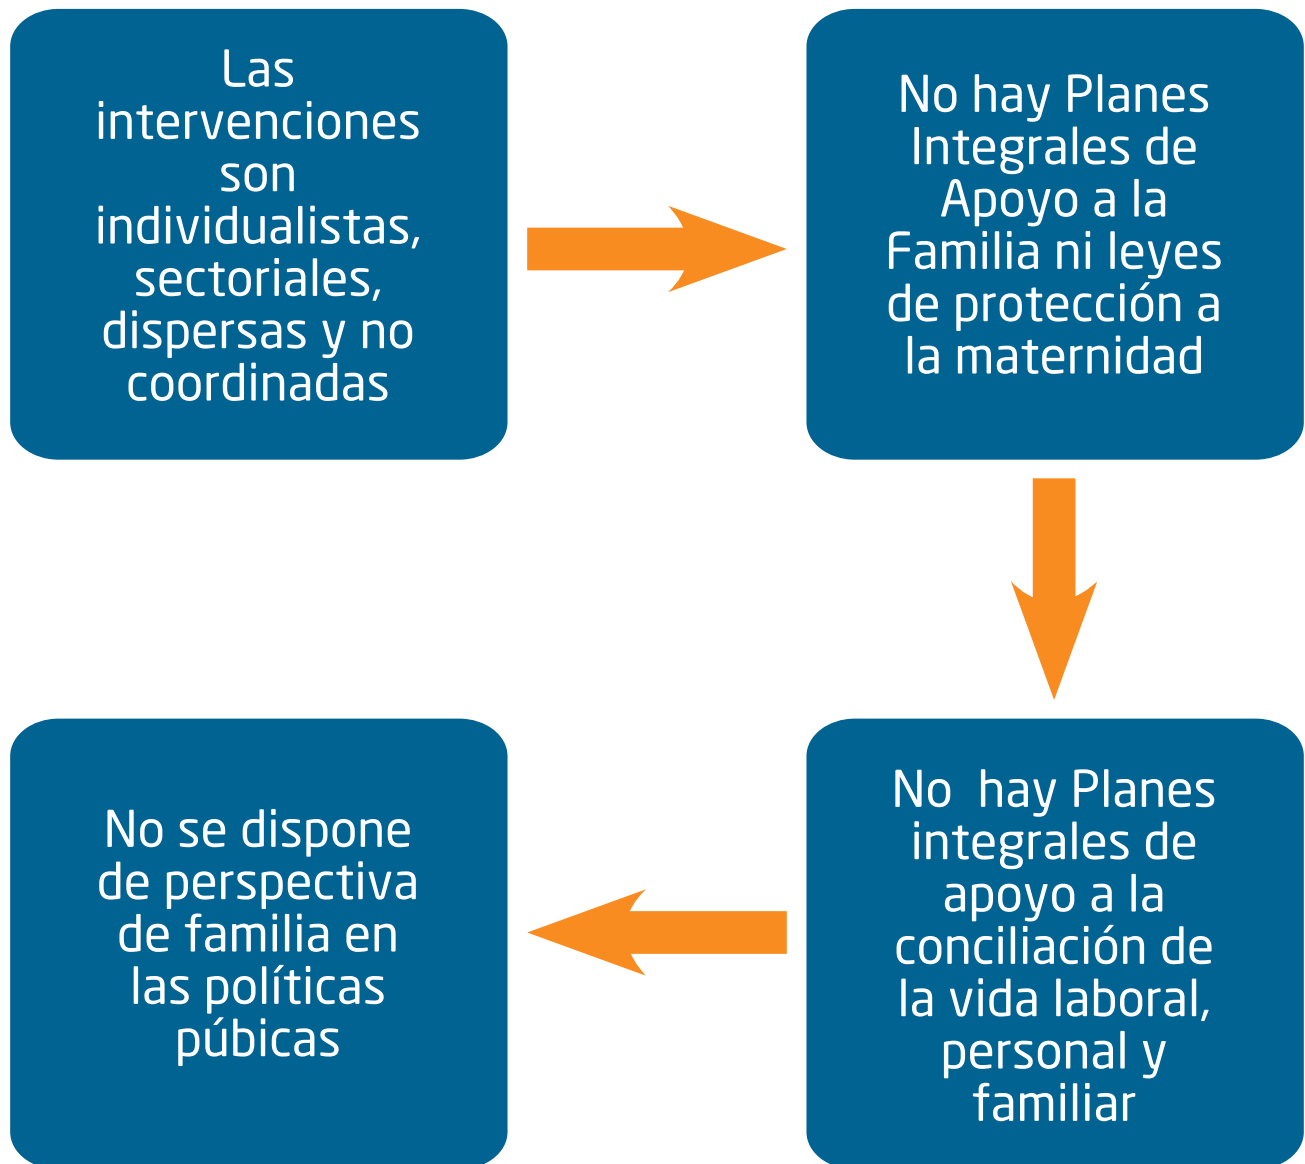 Las
intervenciones
son
individualistas,
sectoriales,
dispersas y no
coordinadas
No hay Planes
Integrales de
Apoyo a la
Familia ni leyes
de protección a
la maternidad
No  hay Planes
integrales de
apoyo a la
conciliación de
la vida laboral,
personal y
familiar
No se dispone
de perspectiva
de familia en
las políticas
púbicas